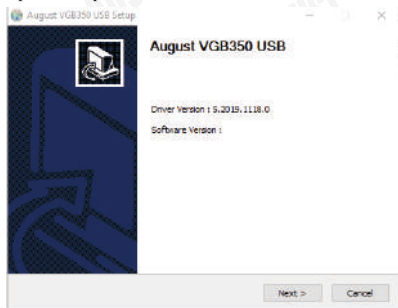 August VGB350 USB Setup
August VGB350 USB
Driver Version : 5.2019.1118.0
Software Version :
Next >
Cancel